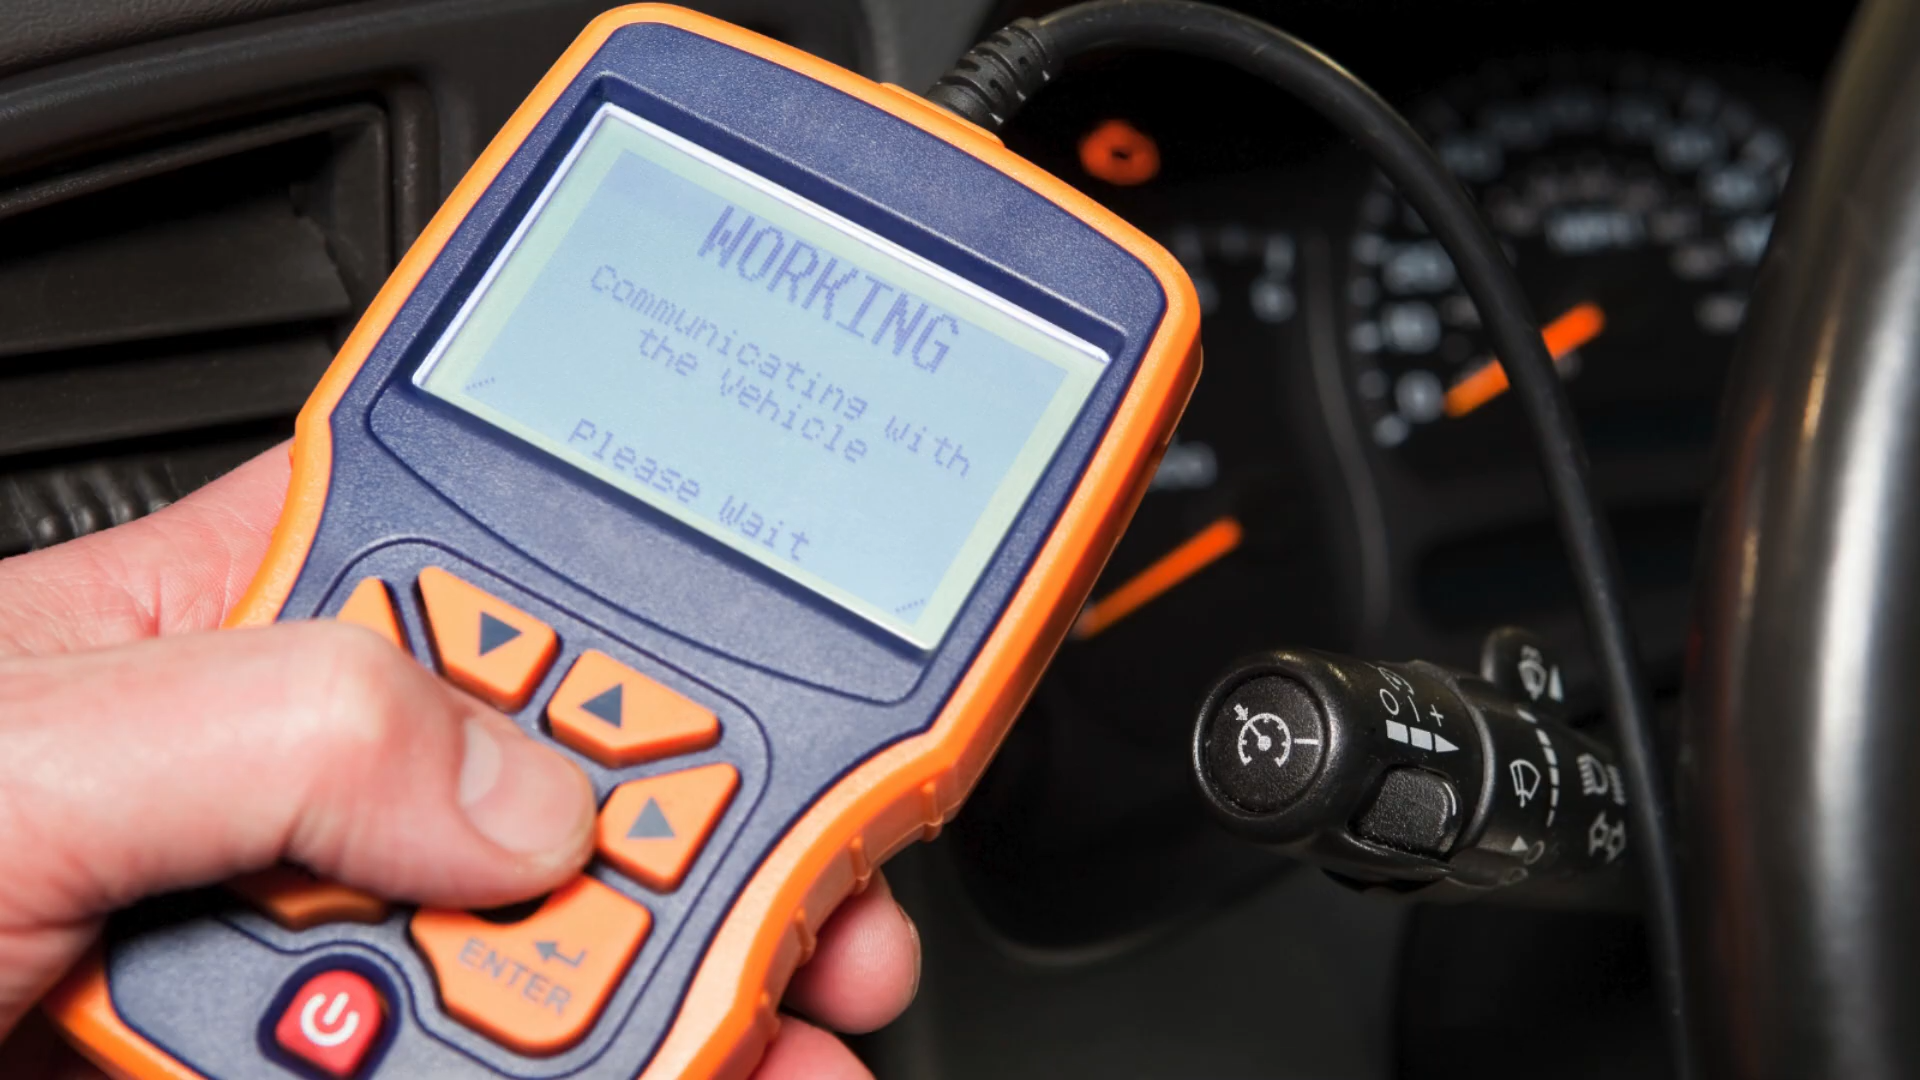 WORKING
Communicating with
the Vehicle
Please Wait
ENTER